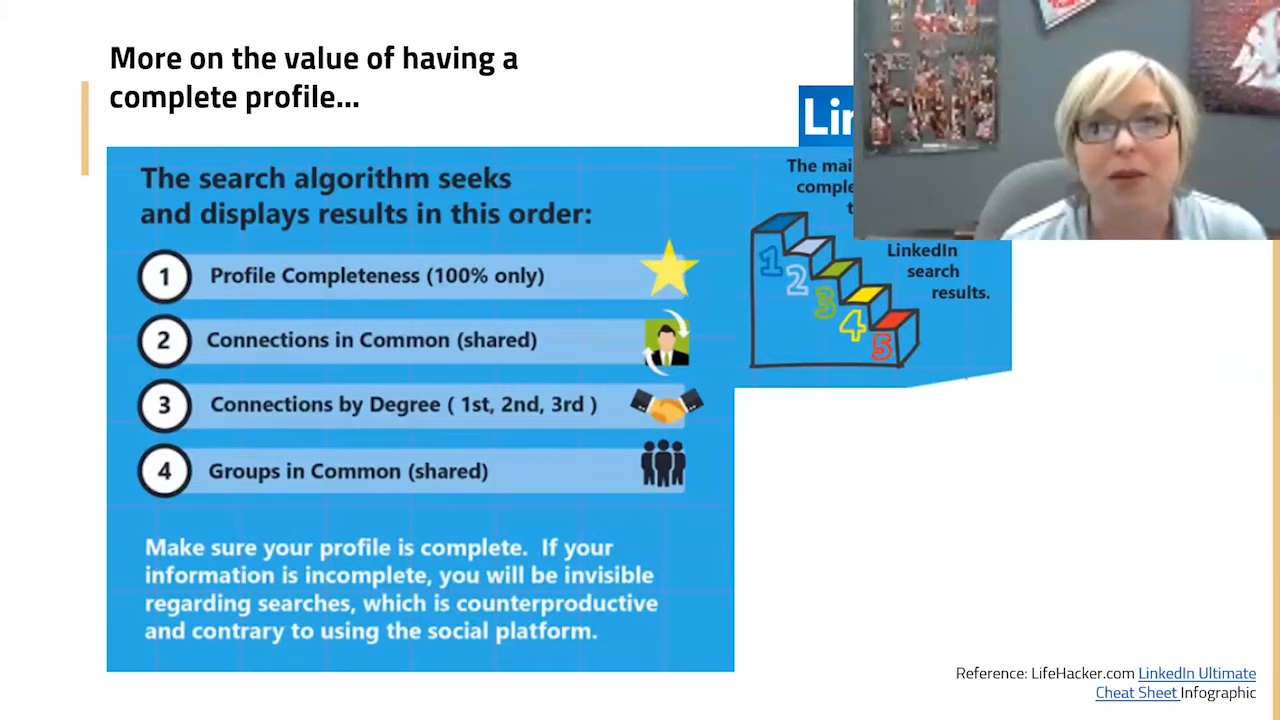 More on the value of having a
complete profile...
The search algorithm seeks
and displays results in this order:
1 Profile Completeness (100% only)
2 Connections in Common (shared)
3 Connections by Degree ( 1st, 2nd, 3rd )
4 Groups in Common (shared)
Make sure your profile is complete. If your
information is incomplete, you will be invisible
regarding searches, which is counterproductive
and contrary to using the social platform.
The
LinkedIn
search
results.
1
2
3
4
5
Reference: LifeHacker.com LinkedIn Ultimate
Cheat Sheet Infographic